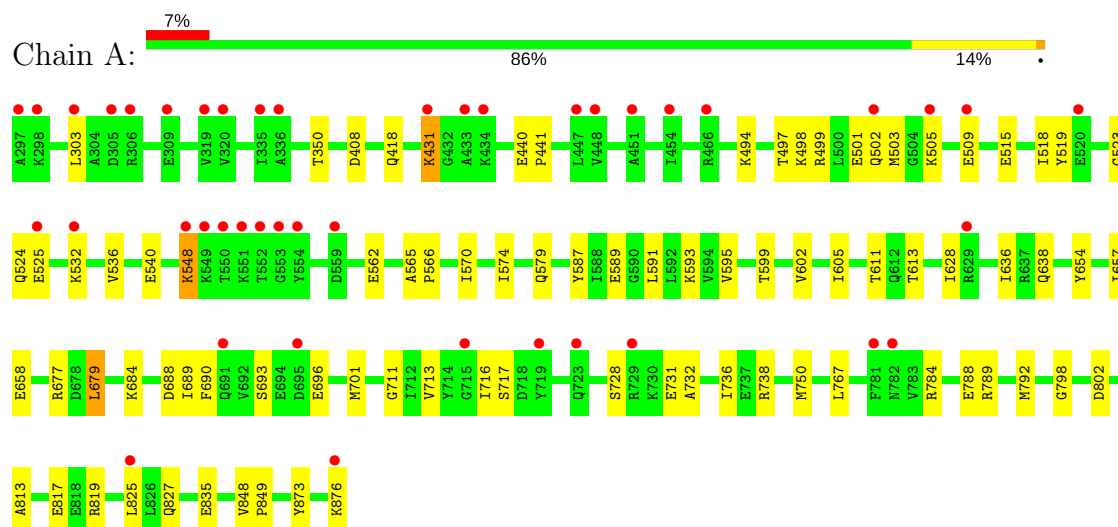 7%
Chain A:
86% 14% •
A297 K298 L303 A304 D305 R306 E309 V319 V320 I335 A336 T350 D408 Q418 K431 G432 A433 K434 E440 P441 L447 V448 A451 I454 R466 K494 T497 K498 R499 L500 E501 Q502 M503 G504 K505 E509 E515 I518 Y519 E520 G523
Q524 E525 K532 V536 E540 K548 K549 T550 K551 T552 G553 Y554 D559 E562 A565 P566 I570 I574 Q579 Y587 I588 E589 G590 L591 L592 K593 V594 V595 T599 V602 I605 T611 Q612 T613 I628 R629 I636 R637 Q638 Y654 I657
E658 R677 D678 L679 K684 D688 I689 F690 Q691 V692 S693 E694 D695 E696 M701 G711 I712 V713 Y714 G715 I716 S717 D718 Y719 Q723 S728 R729 K730 E731 A732 I736 E737 R738 M750 L767 F781 N782 V783 R784 E788 R789 M792 G798 D802
A813 E817 E818 R819 L825 L826 Q827 E835 V848 P849 Y873 K876